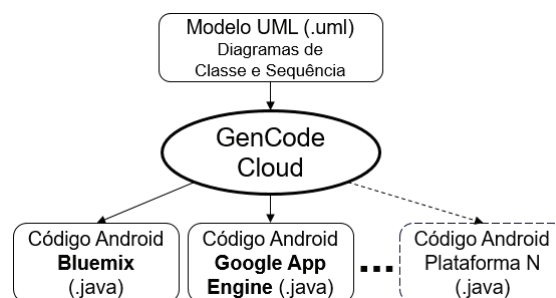 Modelo UML (.uml)
Diagramas de
Classe e Sequência
GenCode
Cloud
Código Android
Bluemix
(.java)
Código Android
Google App
Engine (.java)
...
Código Android
Plataforma N
(.java)